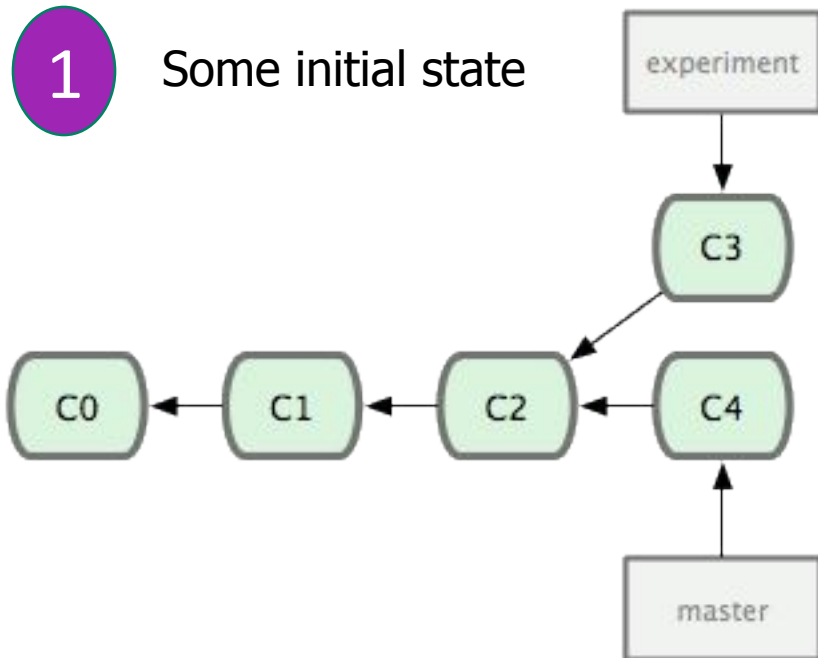 1 Some initial state
experiment
C3
C0 C1 C2 C4
master